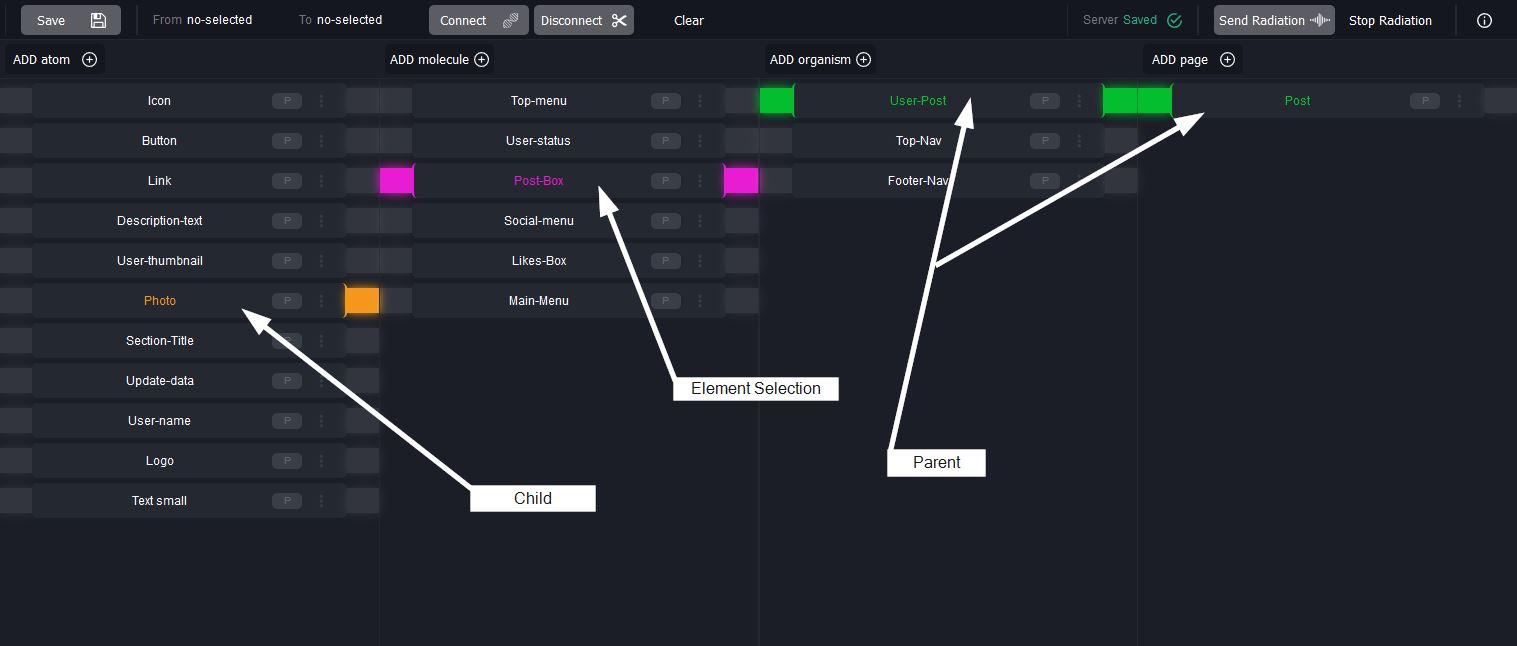 Save From no-selected To no-selected Connect Disconnect Clear Server Saved Send Radiation Stop Radiation
ADD atom ADD molecule ADD organism ADD page
Icon P Top-menu P User-Post P Post P
Button P User-status P Top-Nav P
Link P Post-Box P Footer-Nav P
Description-text P Social-menu P
User-thumbnail P Likes-Box P
Photo P Main-Menu P
Section-Title P
Update-data P
Element Selection
User-name P
Logo P
Parent
Text small P
Child